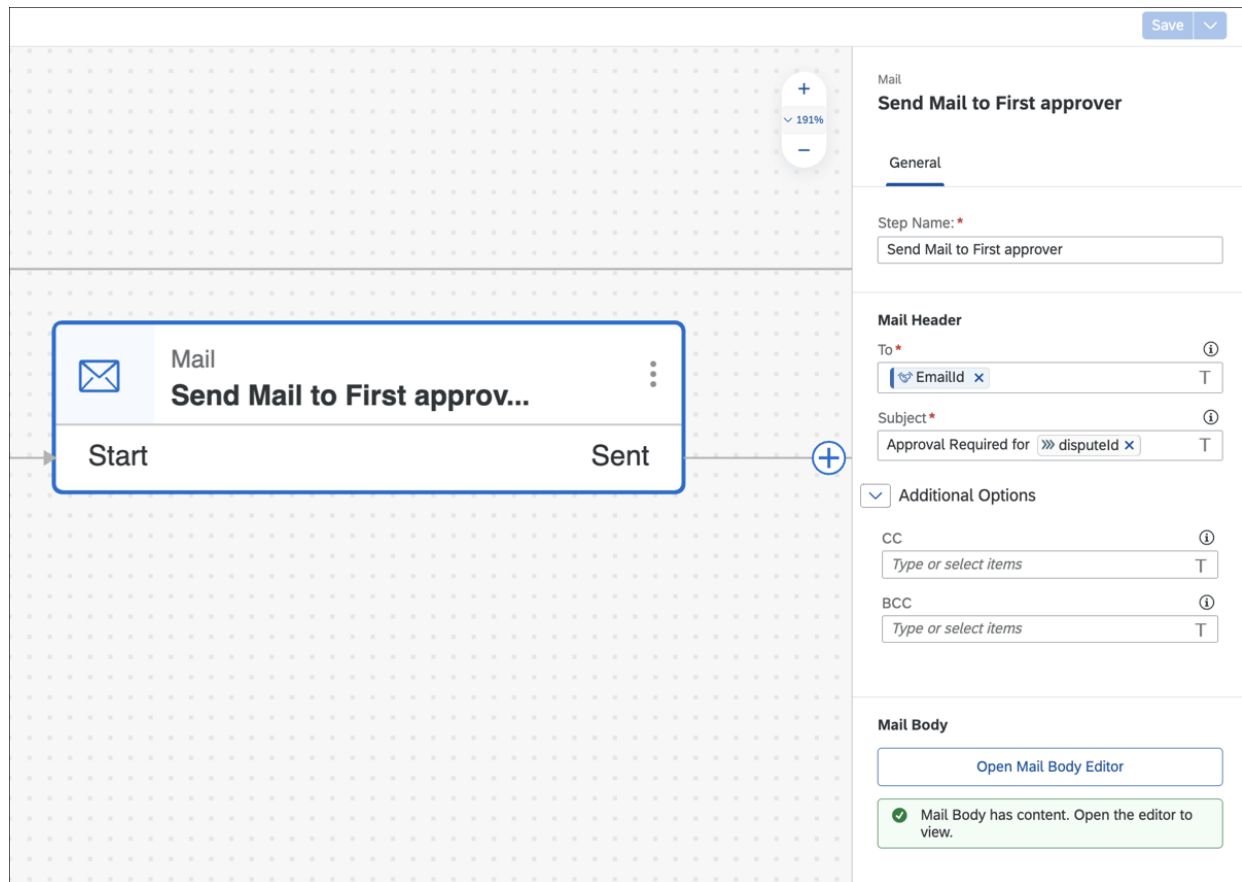 Save
191%
Mail
Send Mail to First approv...
Start
Sent
Mail
Send Mail to First approver
General
Step Name: *
Send Mail to First approver
Mail Header
To *
EmailId
Subject *
Approval Required for disputeId
Additional Options
CC
Type or select items
BCC
Type or select items
Mail Body
Open Mail Body Editor
Mail Body has content. Open the editor to
view.